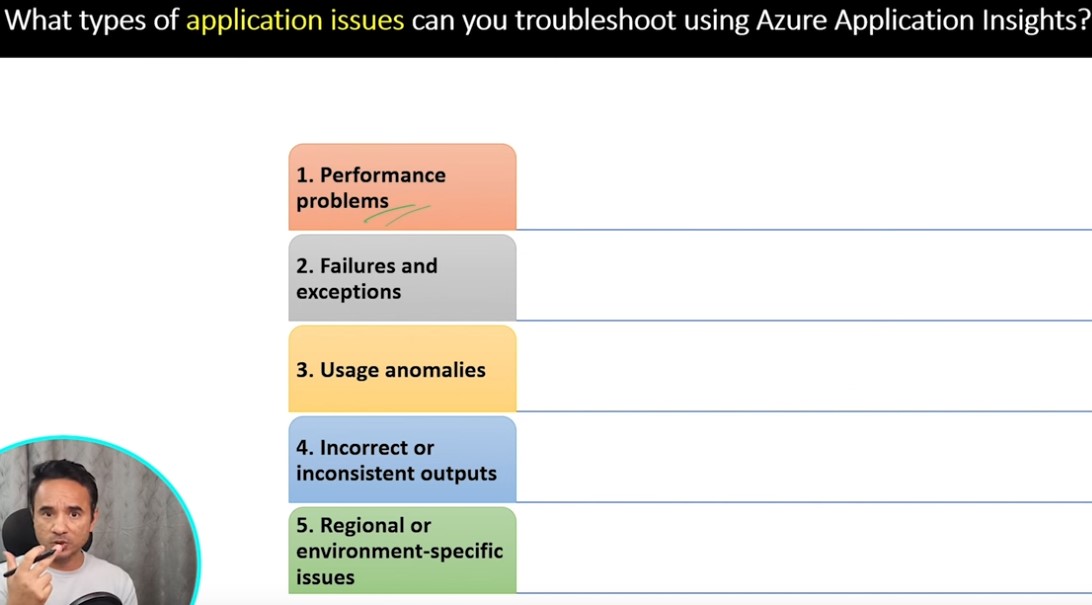 What types of application issues can you troubleshoot using Azure Application Insights?
1. Performance
problems
2. Failures and
exceptions
3. Usage anomalies
4. Incorrect or
inconsistent outputs
5. Regional or
environment-specific
issues